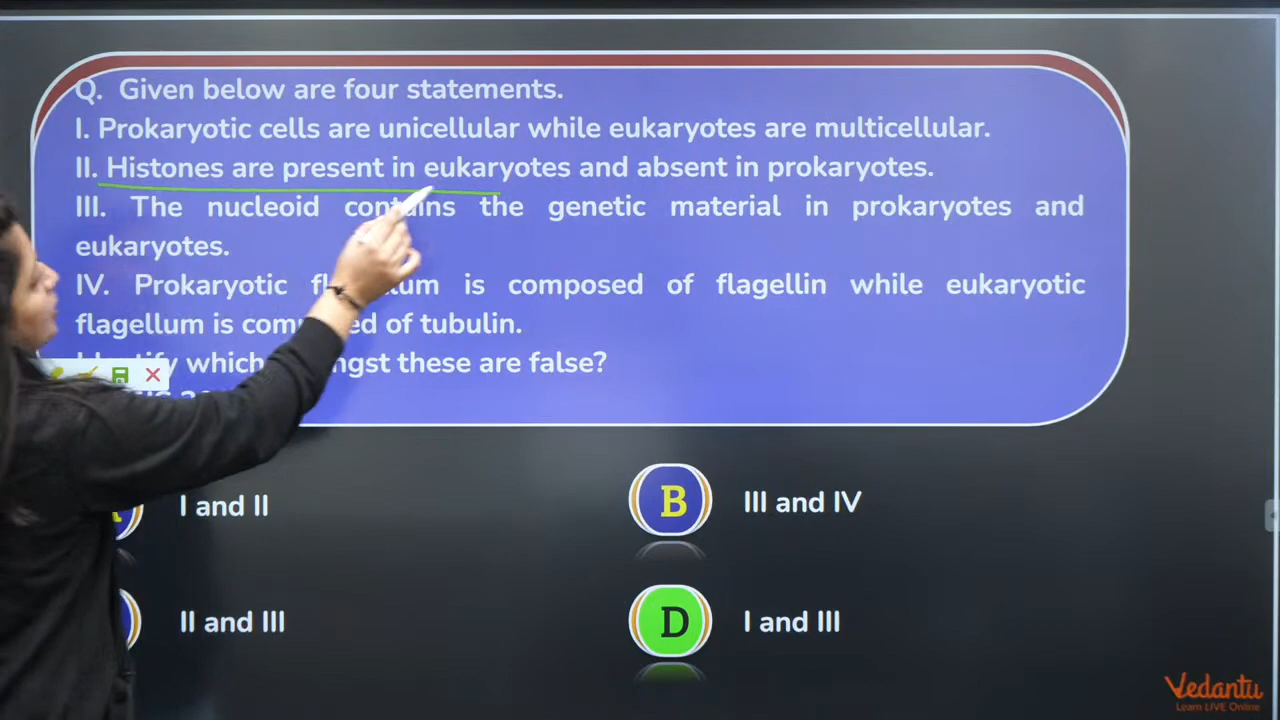 Q. Given below are four statements.
I. Prokaryotic cells are unicellular while eukaryotes are multicellular.
II. Histones are present in eukaryotes and absent in prokaryotes.
III. The nucleoid contains the genetic material in prokaryotes and
eukaryotes.
IV. Prokaryotic is composed of flagellin while eukaryotic
flagellum is of tubulin.
which these are false?
I and II
B III and IV
II and III
D I and III
Vedantu
Learn LIVE Online